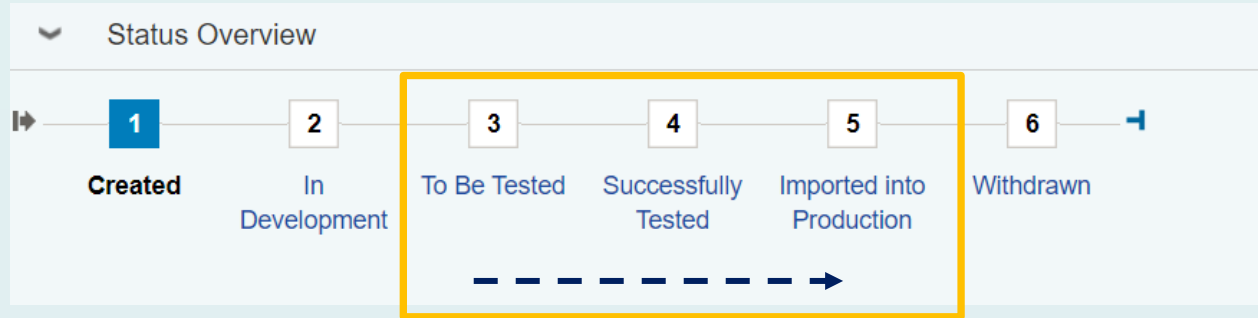 Status Overview
1 2 3 4 5 6
Created In To Be Tested Successfully Imported into Withdrawn
Development Tested Production